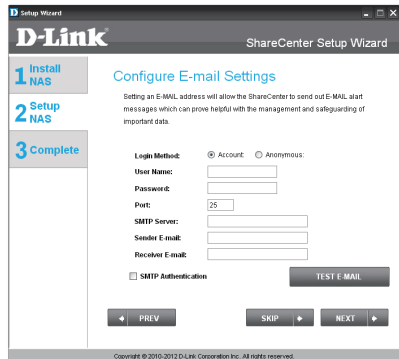 D Setup Wizard
D-Link
ShareCenter Setup Wizard
1 Install NAS
2 Setup NAS
3 Complete
Configure E-mail Settings
Setting an E-MAIL address will allow the ShareCenter to send out E-MAIL alart
messages which can prove helpful with the management and safeguarding of
important data.
Login Method: Account Anonymous:
User Name:
Password:
Port: 25
SMTP Server:
Sender E-mail:
Receiver E-mail:
SMTP Authentication TEST E-MAIL
PREV SKIP NEXT
Copyright © 2010-2012 D-Link Corporation Inc. All rights reserved.